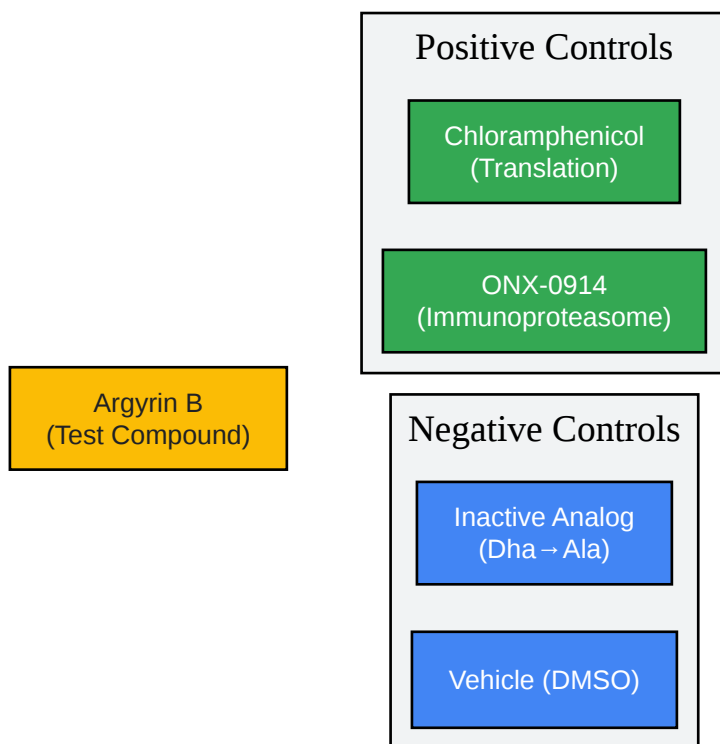 Positive Controls
Chloramphenicol
(Translation)
ONX-0914
(Immunoproteasome)
Argyrin B
(Test Compound)
Negative Controls
Inactive Analog
(Dha→Ala)
Vehicle (DMSO)